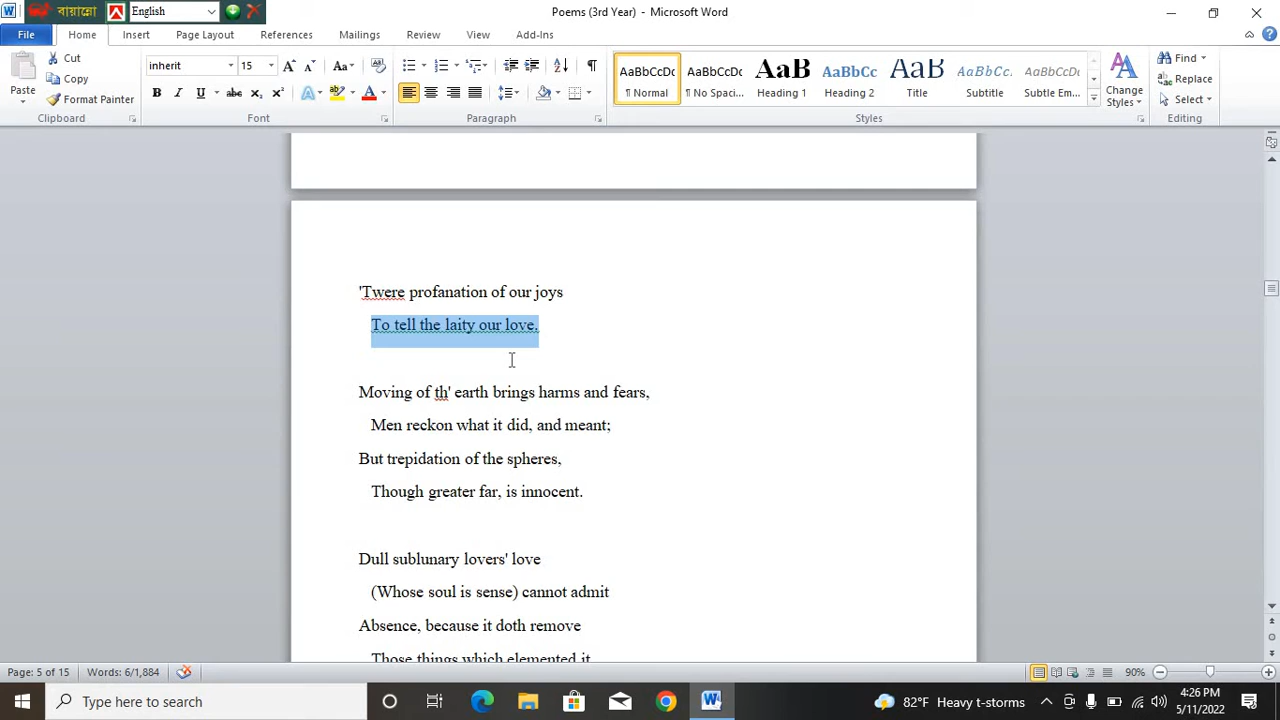 বায়ান্নো English
Poems (3rd Year) - Microsoft Word
File Home Insert Page Layout References Mailings Review View Add-Ins
Paste
Cut
Copy
Format Painter
Clipboard
inherit 15 Aa
B I U abc x₂ x² A ab A
Font
Paragraph
AaBbCcDc AaBbCcDc AaB AaBbCc AaB AaBbCc. AaBbCcDc
¶ Normal ¶ No Spaci... Heading 1 Heading 2 Title Subtitle Subtle Em...
Styles
Change
Styles
Find
Replace
Select
Editing
'Twere profanation of our joys
To tell the laity our love.
Moving of th' earth brings harms and fears,
Men reckon what it did, and meant;
But trepidation of the spheres,
Though greater far, is innocent.
Dull sublunary lovers' love
(Whose soul is sense) cannot admit
Absence, because it doth remove
Those things which elemented it.
Page: 5 of 15 Words: 6/1,884 90%
Type here to search
82°F Heavy t-storms
4:26 PM
5/11/2022